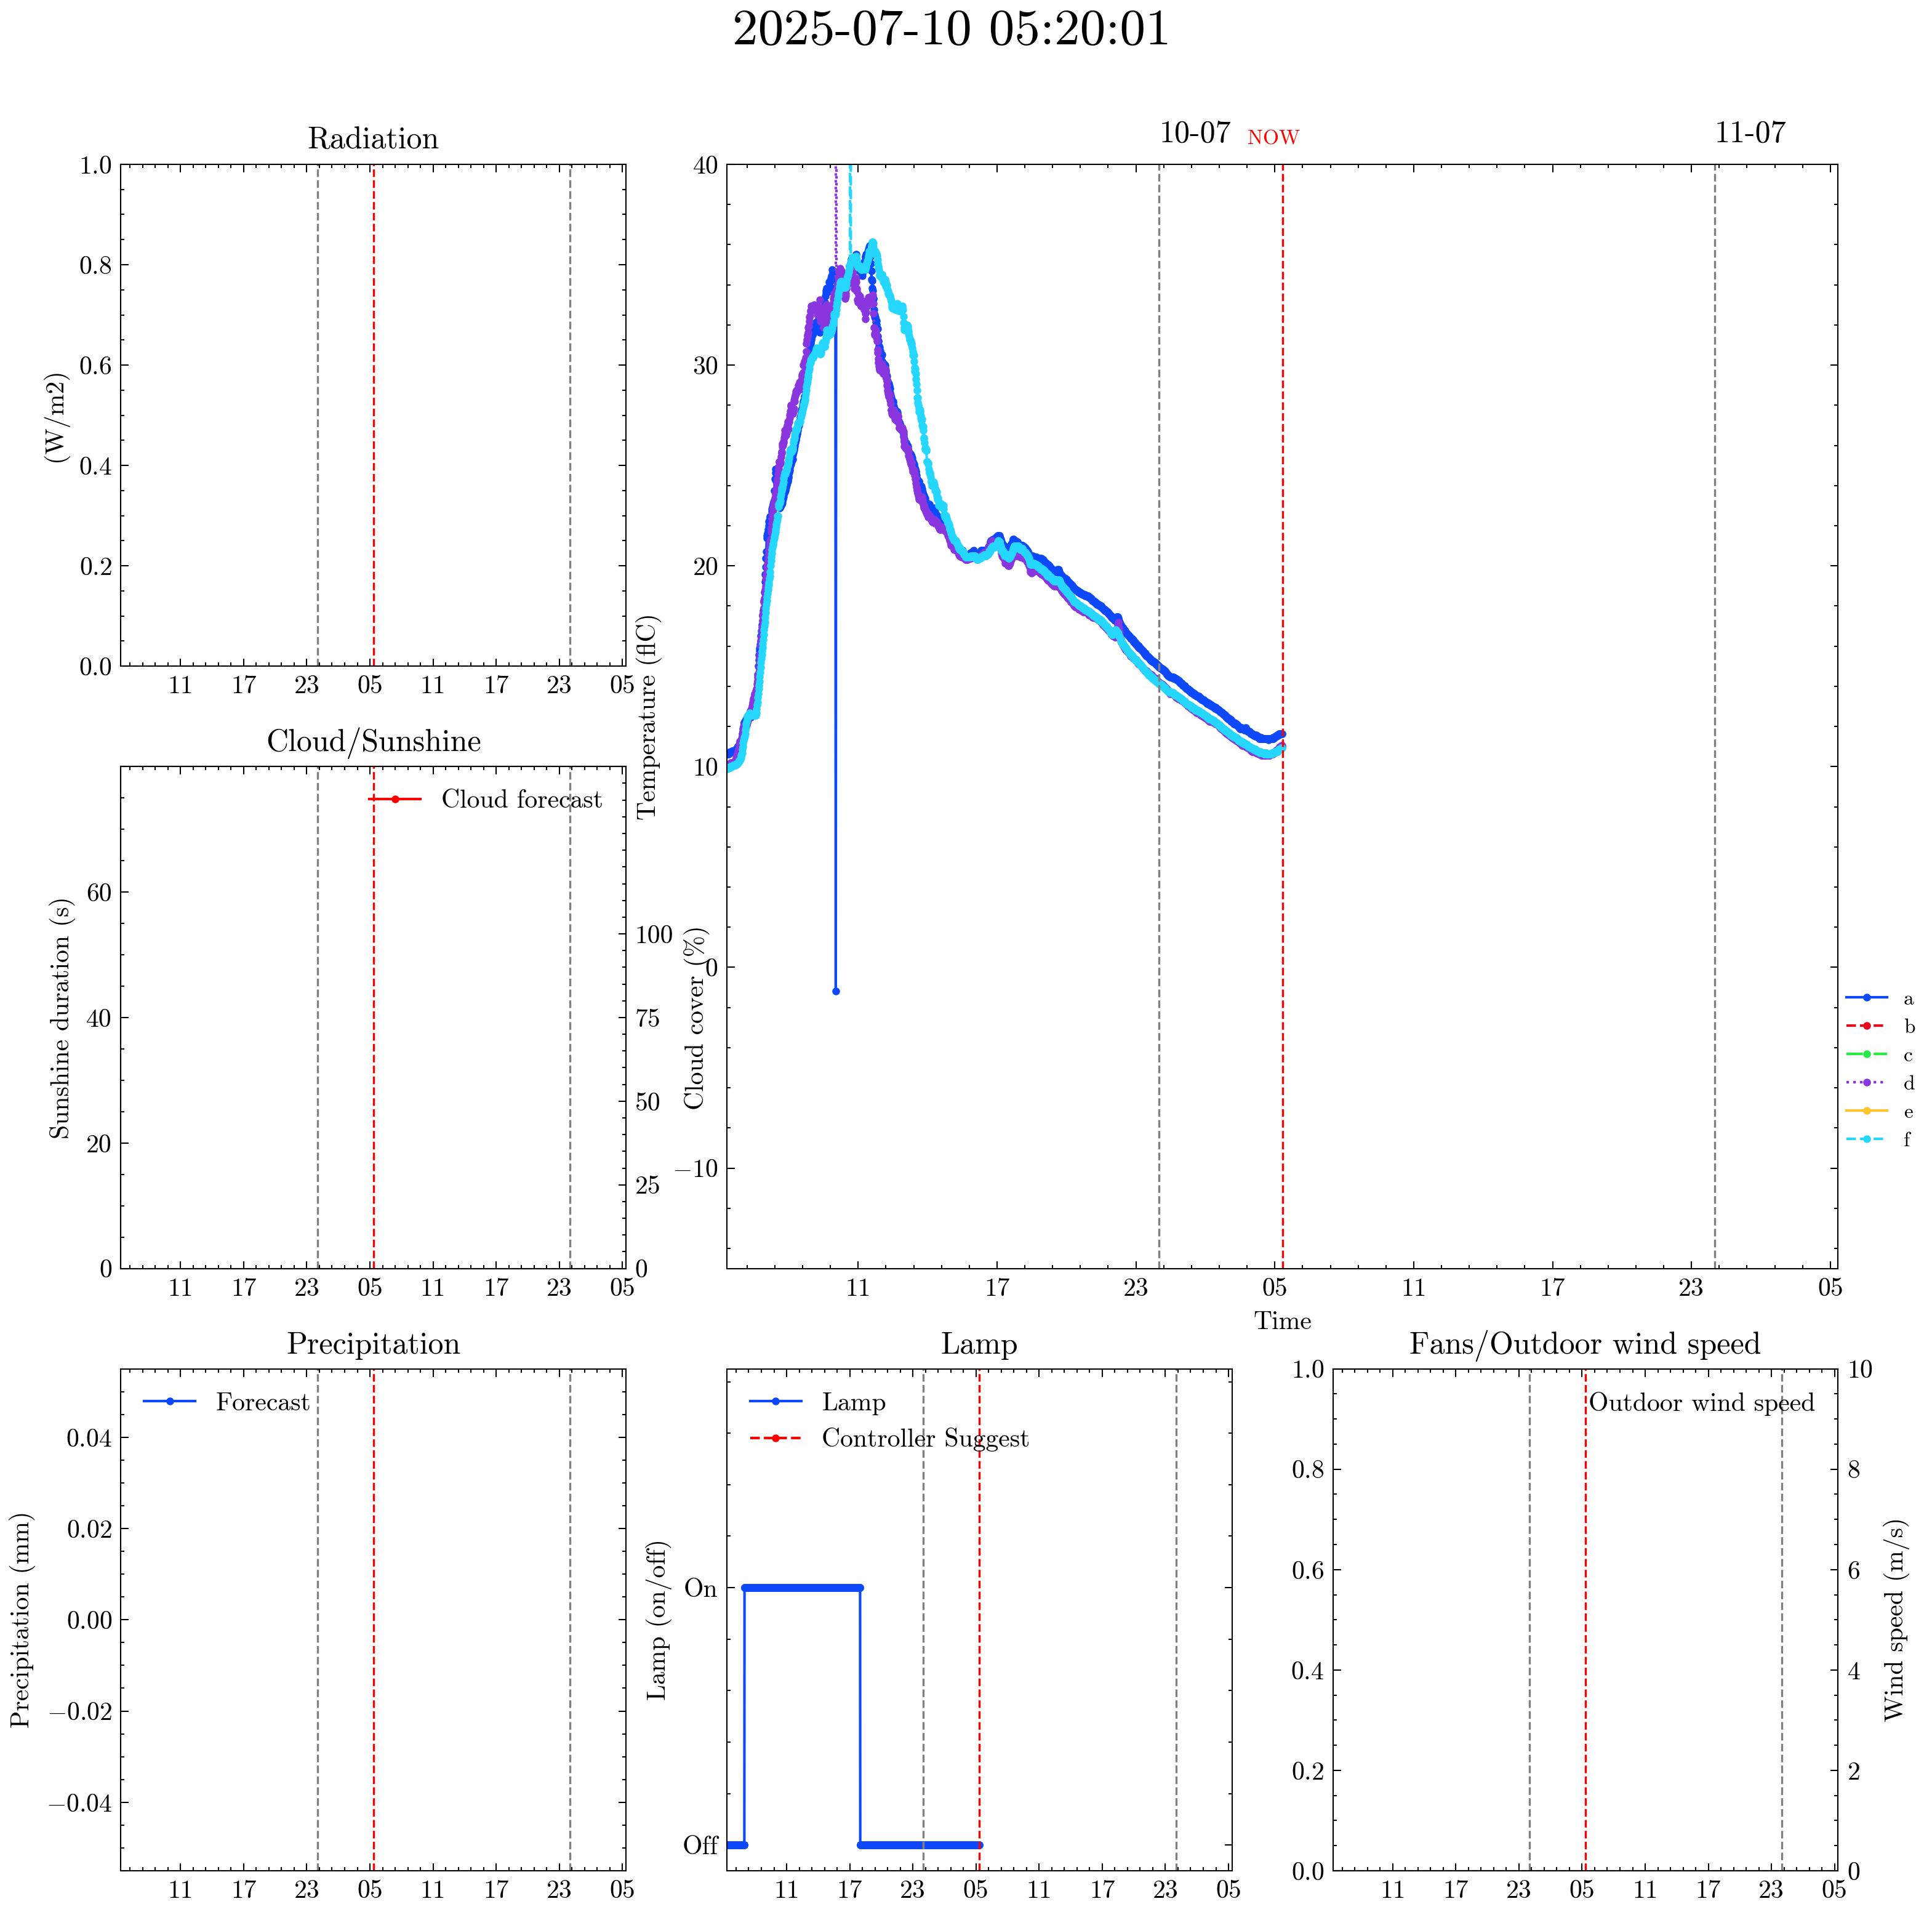 2025-07-10 05:20:01
Radiation
(W/m2)
1.0
0.8
0.6
0.4
0.2
0.0
11 17 23 05 11 17 23 05
10-07 NOW 11-07
Temperature (flC)
40
30
20
10
0
−10
11 17 23 05 11 17 23 05
Time
a
b
c
d
e
f
Cloud/Sunshine
Cloud forecast
Sunshine duration (s)
60
40
20
0
Cloud cover (%)
100
75
50
25
0
11 17 23 05 11 17 23 05
Precipitation
Forecast
Precipitation (mm)
0.04
0.02
0.00
−0.02
−0.04
11 17 23 05 11 17 23 05
Lamp
Lamp
Controller Suggest
Lamp (on/off)
On
Off
11 17 23 05 11 17 23 05
Fans/Outdoor wind speed
Outdoor wind speed
1.0
0.8
0.6
0.4
0.2
0.0
Wind speed (m/s)
10
8
6
4
2
0
11 17 23 05 11 17 23 05